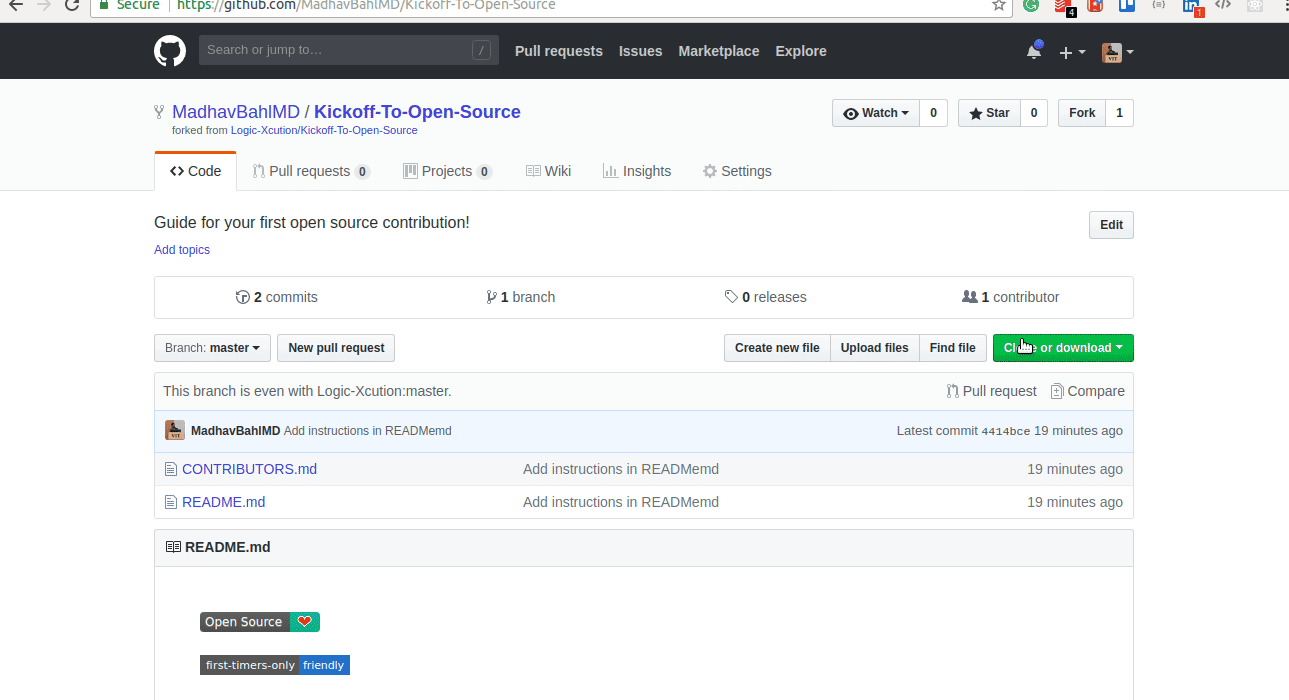 Secure https://github.com/MadhavBahlMD/Kickoff-To-Open-Source
4
1
Search or jump to… / Pull requests Issues Marketplace Explore
MadhavBahlMD / Kickoff-To-Open-Source Watch 0 Star 0 Fork 1
forked from Logic-Xcution/Kickoff-To-Open-Source
Code Pull requests 0 Projects 0 Wiki Insights Settings
Guide for your first open source contribution! Edit
Add topics
2 commits 1 branch 0 releases 1 contributor
Branch: master New pull request Create new file Upload files Find file or download
This branch is even with Logic-Xcution:master. Pull request Compare
MadhavBahlMD Add instructions in READMemd Latest commit 4414bce 19 minutes ago
CONTRIBUTORS.md Add instructions in READMemd 19 minutes ago
README.md Add instructions in READMemd 19 minutes ago
README.md
Open Source
first-timers-only friendly